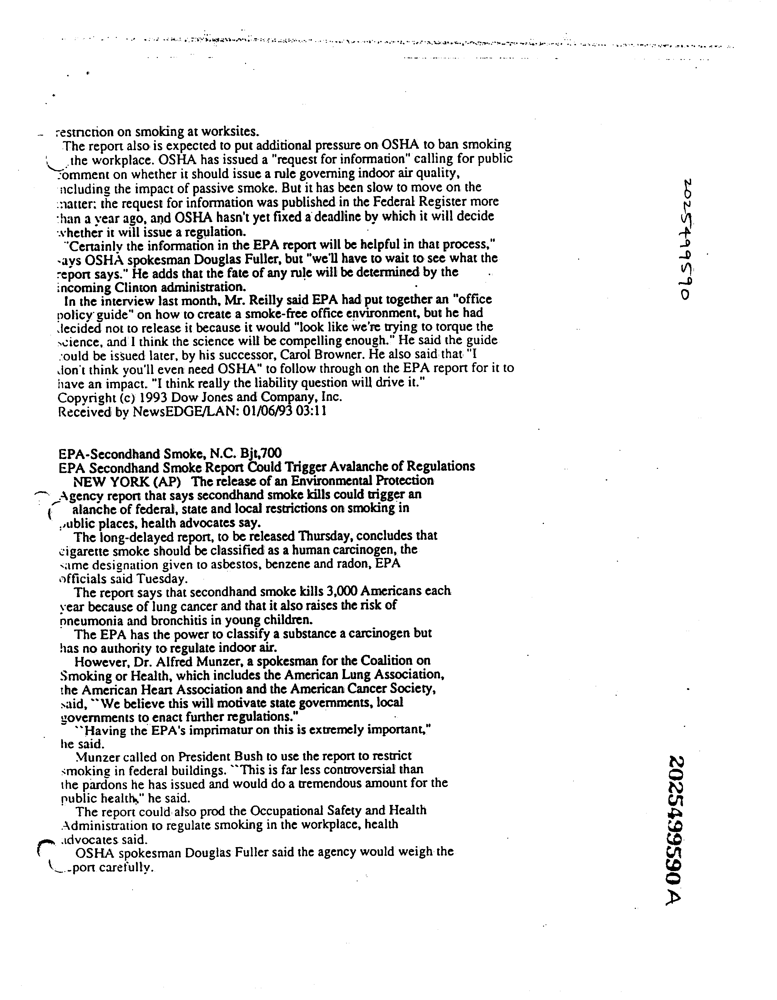 restriction on smoking at worksites.
The report also is expected to put additional pressure on OSHA to ban smoking
the workplace. OSHA has issued a "request for information" calling for public
comment on whether it should issue a rule governing indoor air quality,
ncluding the impact of passive smoke. But it has been slow to move on the
matter: the request for information was published in the Federal Register more
than a year ago, and OSHA hasn't yet fixed a deadline by which it will decide
whether it will issue a regulation.
"Certainly the information in the EPA report will be helpful in that process,"
says OSHA spokesman Douglas Fuller, but "we'll have to wait to see what the
report says." He adds that the fate of any rule will be determined by the
incoming Clinton administration.
In the interview last month, Mr. Reilly said EPA had put together an "office
policy guide" on how to create a smoke-free office environment, but he had
decided not to release it because it would "look like we're trying to torque the
science, and I think the science will be compelling enough." He said the guide
could be issued later, by his successor, Carol Browner. He also said that "I
don't think you'll even need OSHA" to follow through on the EPA report for it to
have an impact. "I think really the liability question will drive it."
Copyright (c) 1993 Dow Jones and Company, Inc.
Received by NewsEDGE/LAN: 01/06/93 03:11
EPA-Secondhand Smoke, N.C. Bjt,700
EPA Secondhand Smoke Report Could Trigger Avalanche of Regulations
NEW YORK (AP) The release of an Environmental Protection
Agency report that says secondhand smoke kills could trigger an
alanche of federal, state and local restrictions on smoking in
public places, health advocates say.
The long-delayed report, to be released Thursday, concludes that
cigarette smoke should be classified as a human carcinogen, the
same designation given to asbestos, benzene and radon, EPA
officials said Tuesday.
The report says that secondhand smoke kills 3,000 Americans each
year because of lung cancer and that it also raises the risk of
pneumonia and bronchitis in young children.
The EPA has the power to classify a substance a carcinogen but
has no authority to regulate indoor air.
However, Dr. Alfred Munzer, a spokesman for the Coalition on
Smoking or Health, which includes the American Lung Association,
the American Heart Association and the American Cancer Society,
said, ``We believe this will motivate state governments, local
governments to enact further regulations."
``Having the EPA's imprimatur on this is extremely important,"
he said.
Munzer called on President Bush to use the report to restrict
smoking in federal buildings. ``This is far less controversial than
the pardons he has issued and would do a tremendous amount for the
public health," he said.
The report could also prod the Occupational Safety and Health
Administration to regulate smoking in the workplace, health
advocates said.
OSHA spokesman Douglas Fuller said the agency would weigh the
port carefully.
2025499590
2025499590 A